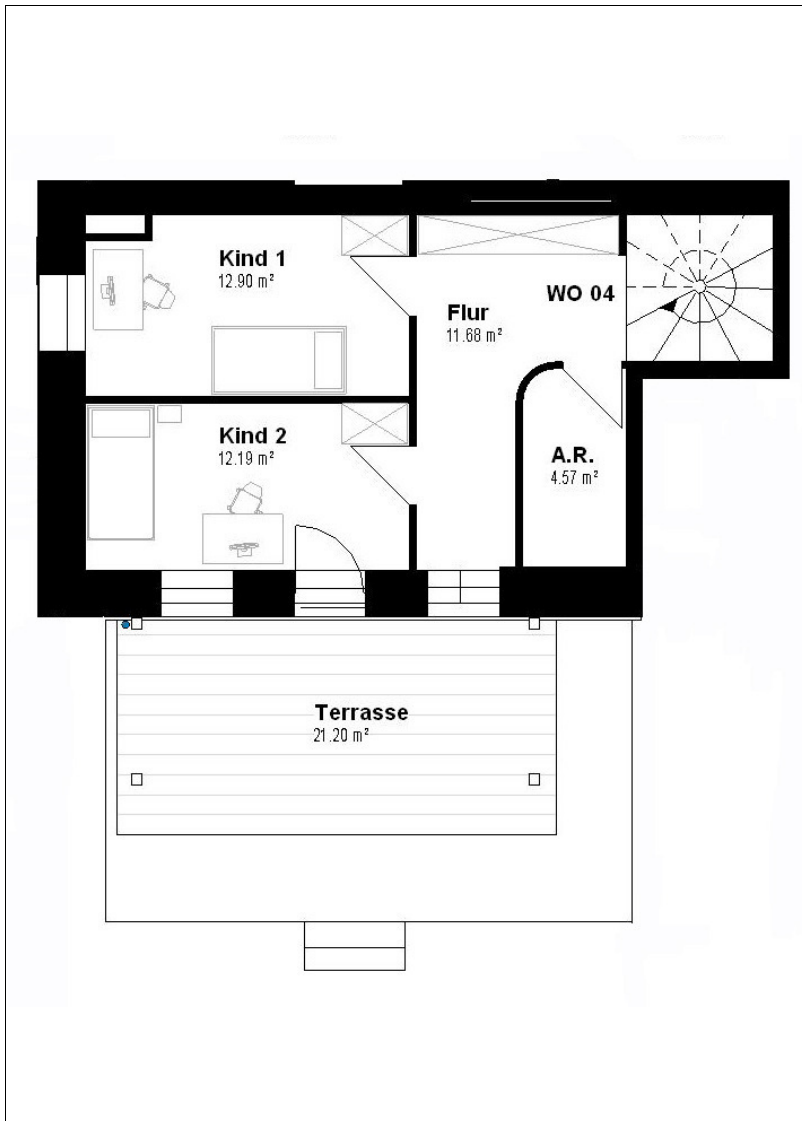 Kind 1
12.90 m²
WO 04
Flur
11.68 m²
Kind 2
12.19 m²
A.R.
4.57 m²
Terrasse
21.20 m²